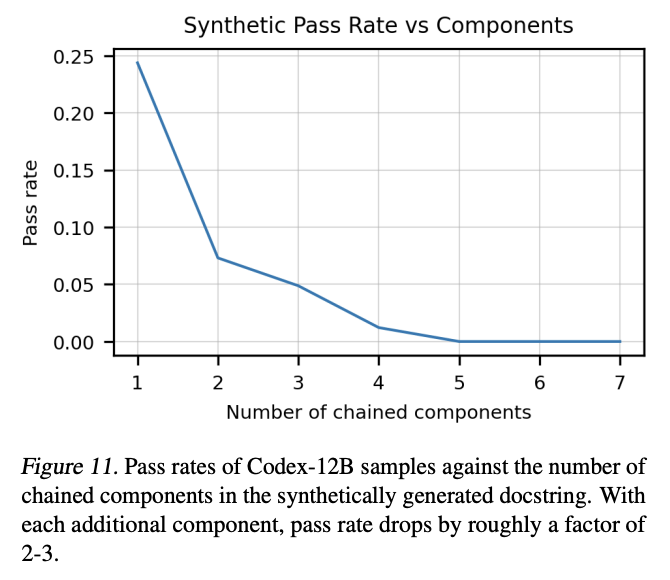 Synthetic Pass Rate vs Components
0.25
0.20
0.15
0.10
0.05
0.00
Pass rate
1 2 3 4 5 6 7
Number of chained components
Figure 11. Pass rates of Codex-12B samples against the number of
chained components in the synthetically generated docstring. With
each additional component, pass rate drops by roughly a factor of
2-3.